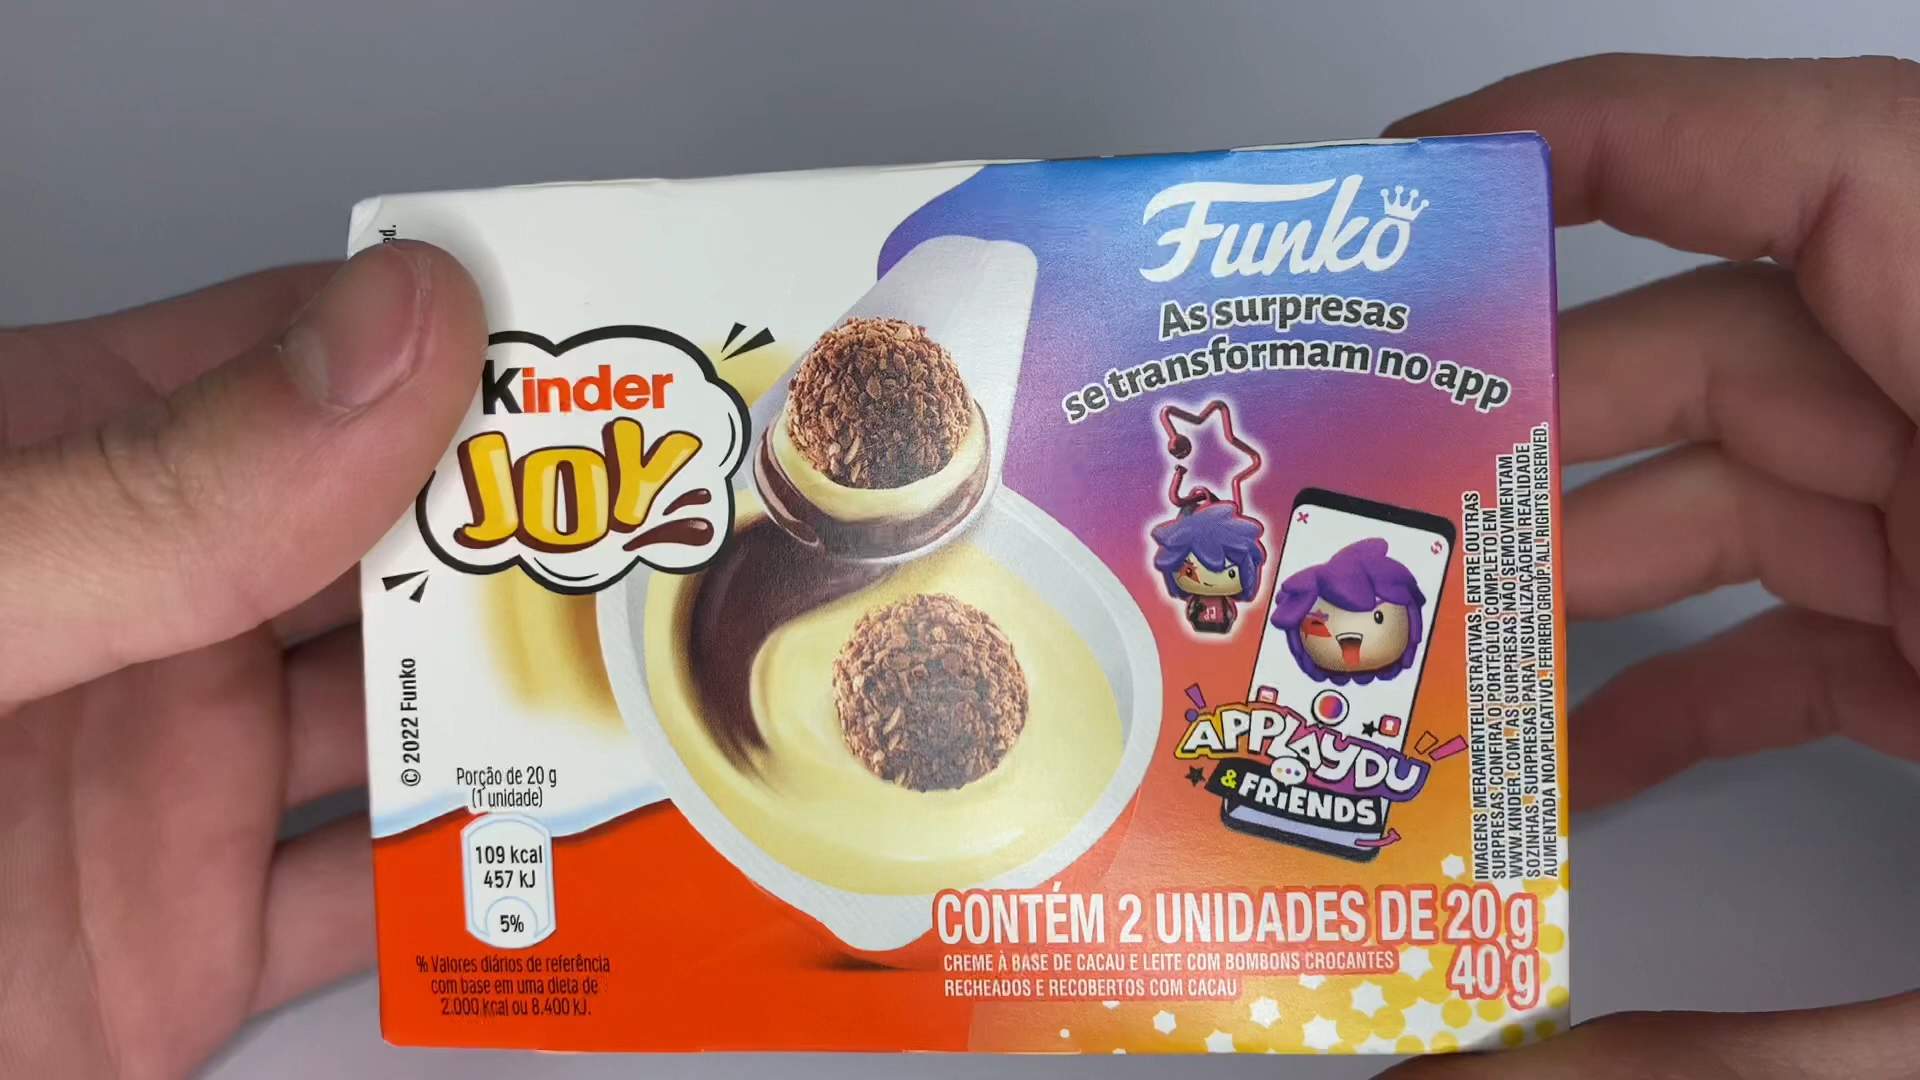 Kinder
JOY
Funko
As surpresas
se transformam no app
APPLAYDU
& FRiENDS
© 2022 Funko
Porção de 20 g
(1 unidade)
109 kcal
457 kJ
5%
% Valores diários de referência
com base em uma dieta de
2.000 kcal ou 8.400 kJ.
CONTÉM 2 UNIDADES DE 20 g
40 g
CREME À BASE DE CACAU E LEITE COM BOMBONS CROCANTES
RECHEADOS E RECOBERTOS COM CACAU
IMAGENS MERAMENTE ILUSTRATIVAS. ENTRE OUTRAS
SURPRESAS. CONFIRA O PORTFOLIO COMPLETO EM
WWW.KINDER.COM. AS SURPRESAS NÃO SE MOVIMENTAM
SOZINHAS. SURPRESAS PARA VISUALIZAÇÃO EM REALIDADE
AUMENTADA NO APLICATIVO. FERRERO GROUP. ALL RIGHTS RESERVED.